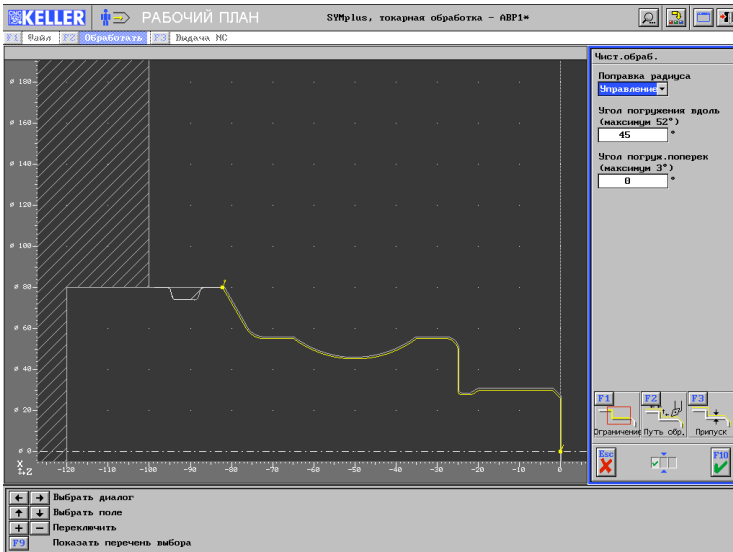 KELLER РАБОЧИЙ ПЛАН SYMplus, токарная обработка - ABP1*
F1 Файл F2 Обработать F3 Выдача NC
Чист.обраб.
Поправка радиуса
Управление
Угол погружения вдоль
(максимум 52°)
45 °
Угол погруж.поперек
(максимум 3°)
0 °
ø 180
ø 160
ø 140
ø 120
ø 100
ø 80
ø 60
ø 40
ø 20
ø 0
X
Z
-120 -110 -100 -90 -80 -70 -60 -50 -40 -30 -20 -10 0
F1 F2 F3
Ограничение Путь обр. Припуск
Esc F10
← → Выбрать диалог
↑ ↓ Выбрать поле
+ − Переключить
F9 Показать перечень выбора